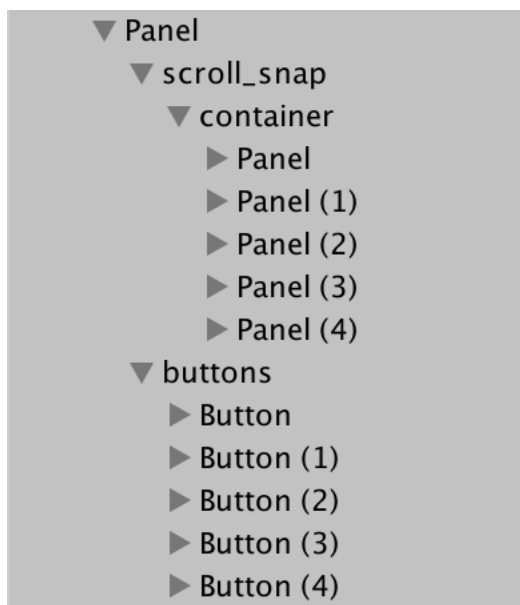 Panel
scroll_snap
container
Panel
Panel (1)
Panel (2)
Panel (3)
Panel (4)
buttons
Button
Button (1)
Button (2)
Button (3)
Button (4)